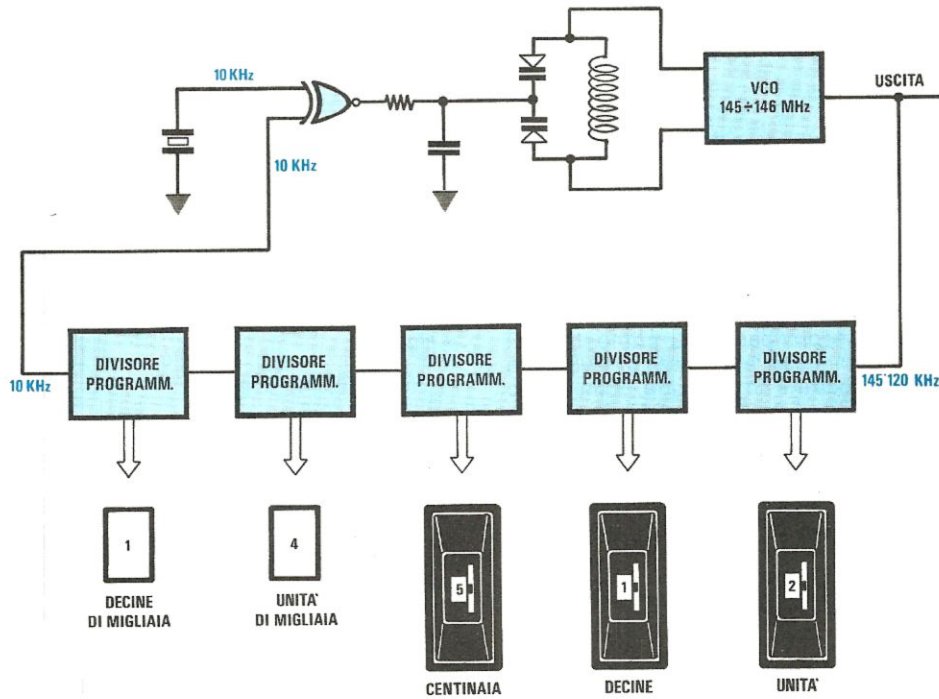 10 KHz
10 KHz
VCO
145÷146 MHz
USCITA
10 KHz
DIVISORE
PROGRAMM.
DIVISORE
PROGRAMM.
DIVISORE
PROGRAMM.
DIVISORE
PROGRAMM.
DIVISORE
PROGRAMM.
145'120 KHz
1
4
5
1
2
DECINE
DI MIGLIAIA
UNITA'
DI MIGLIAIA
CENTINAIA
DECINE
UNITA'